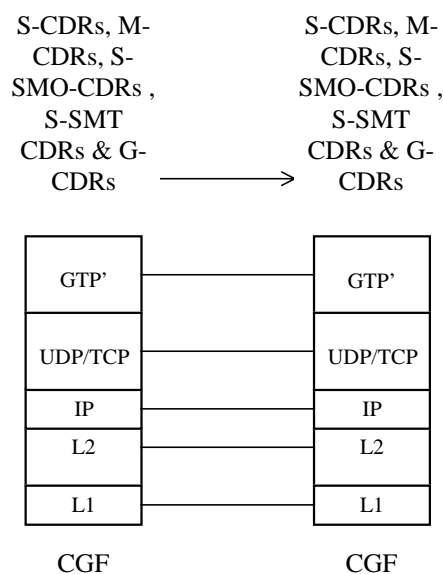 S-CDRs, M-
CDRs, S-
SMO-CDRs ,
S-SMT
CDRs & G-
CDRs
S-CDRs, M-
CDRs, S-
SMO-CDRs ,
S-SMT
CDRs & G-
CDRs
GTP’
UDP/TCP
IP
L2
L1
CGF
GTP’
UDP/TCP
IP
L2
L1
CGF